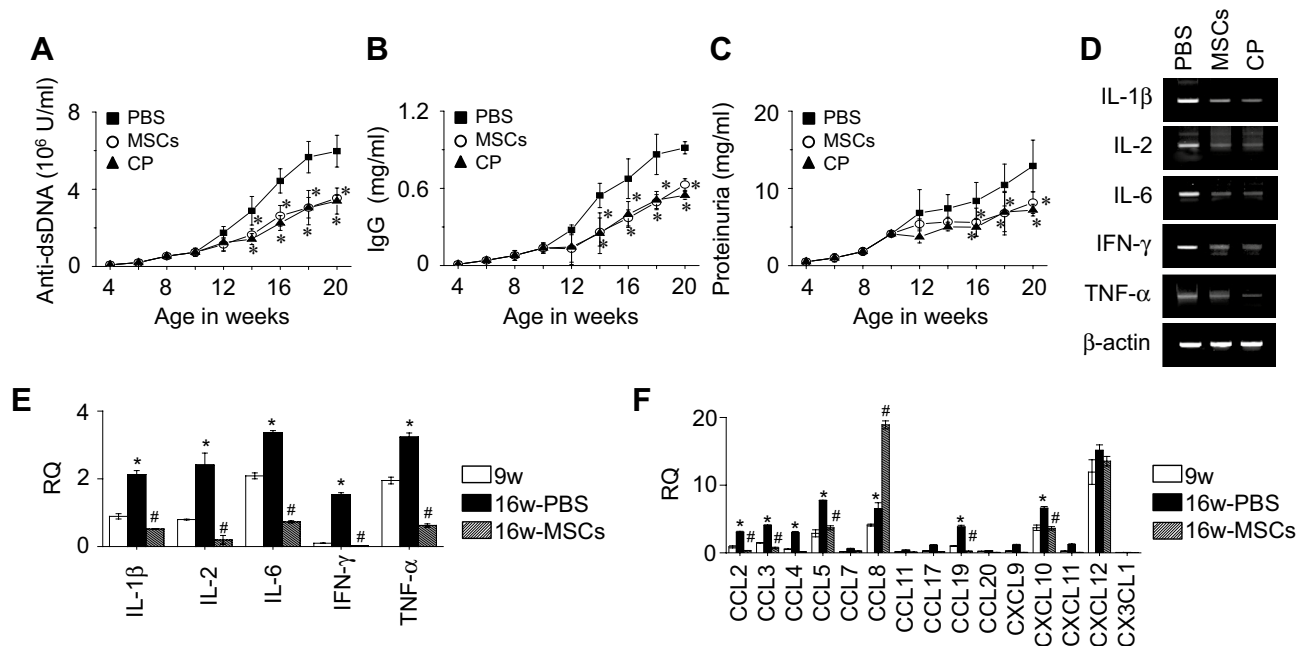 A
Anti-dsDNA (10⁶ U/ml)
8
4
0
PBS
MSCs
CP
*
*
*
*
*
*
*
*
4 8 12 16 20
Age in weeks
B
IgG (mg/ml)
1.2
0.6
0
PBS
MSCs
CP
*
*
*
*
*
*
*
*
4 8 12 16 20
Age in weeks
C
Proteinuria (mg/ml)
20
10
0
PBS
MSCs
CP
*
*
*
*
*
*
4 8 12 16 20
Age in weeks
D
PBS
MSCs
CP
IL-1β
IL-2
IL-6
IFN-γ
TNF-α
β-actin
E
RQ
4
2
0
*
#
*
#
*
#
*
#
*
#
IL-1β
IL-2
IL-6
IFN-γ
TNF-α
9w
16w-PBS
16w-MSCs
F
RQ
20
10
0
*
#
*
#
*
*
#
*
#
*
#
*
#
CCL2
CCL3
CCL4
CCL5
CCL7
CCL8
CCL11
CCL17
CCL19
CCL20
CXCL9
CXCL10
CXCL11
CXCL12
CX3CL1
9w
16w-PBS
16w-MSCs